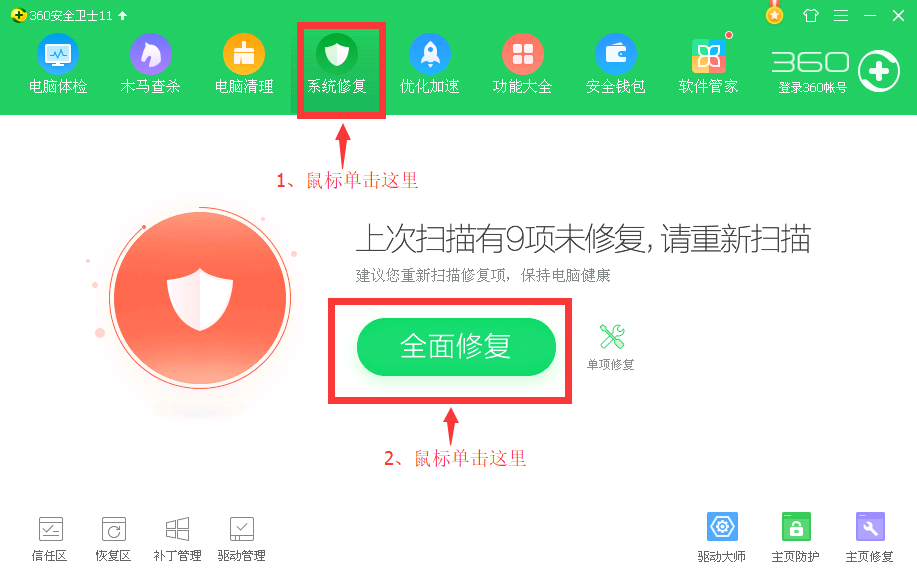 360安全卫士11
电脑体检
木马查杀
电脑清理
系统修复
优化加速
功能大全
安全钱包
软件管家
360
登录360帐号
1、鼠标单击这里
上次扫描有9项未修复, 请重新扫描
建议您重新扫描修复项，保持电脑健康
全面修复
单项修复
2、鼠标单击这里
信任区
恢复区
补丁管理
驱动管理
驱动大师
主页防护
主页修复